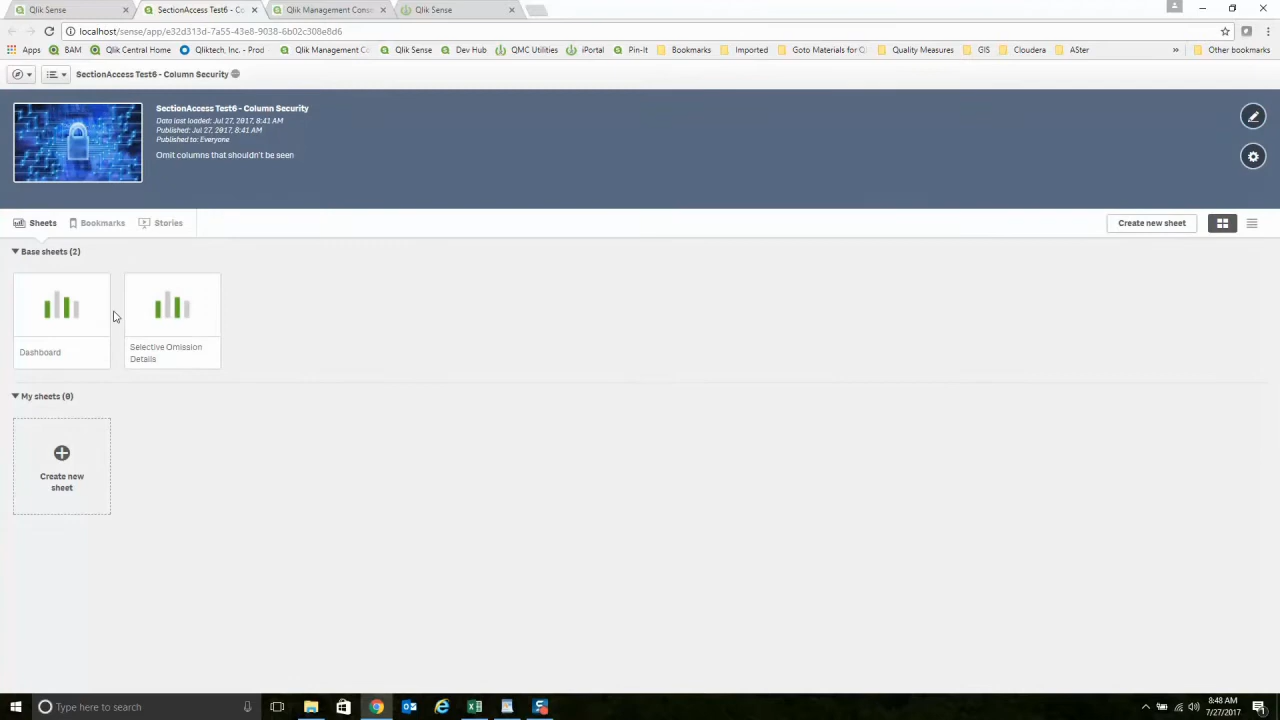 Qlik Sense
SectionAccess Test6 - Co
Qlik Management Conso
Qlik Sense
localhost/sense/app/e32d313d-7a55-43e8-9038-6b02c308e8d6
Apps
BAM
Qlik Central Home
Qliktech, Inc. - Prod
Qlik Management Co
Qlik Sense
Dev Hub
QMC Utilities
iPortal
Pin-It
Bookmarks
Imported
Goto Materials for Q
Quality Measures
GIS
Cloudera
ASter
»
Other bookmarks
SectionAccess Test6 - Column Security
SectionAccess Test6 - Column Security
Data last loaded: Jul 27, 2017, 8:41 AM
Published: Jul 27, 2017, 8:41 AM
Published to: Everyone
Omit columns that shouldn't be seen
Sheets
Bookmarks
Stories
Create new sheet
Base sheets (2)
Dashboard
Selective Omission
Details
My sheets (0)
Create new
sheet
Type here to search
8:48 AM
7/27/2017